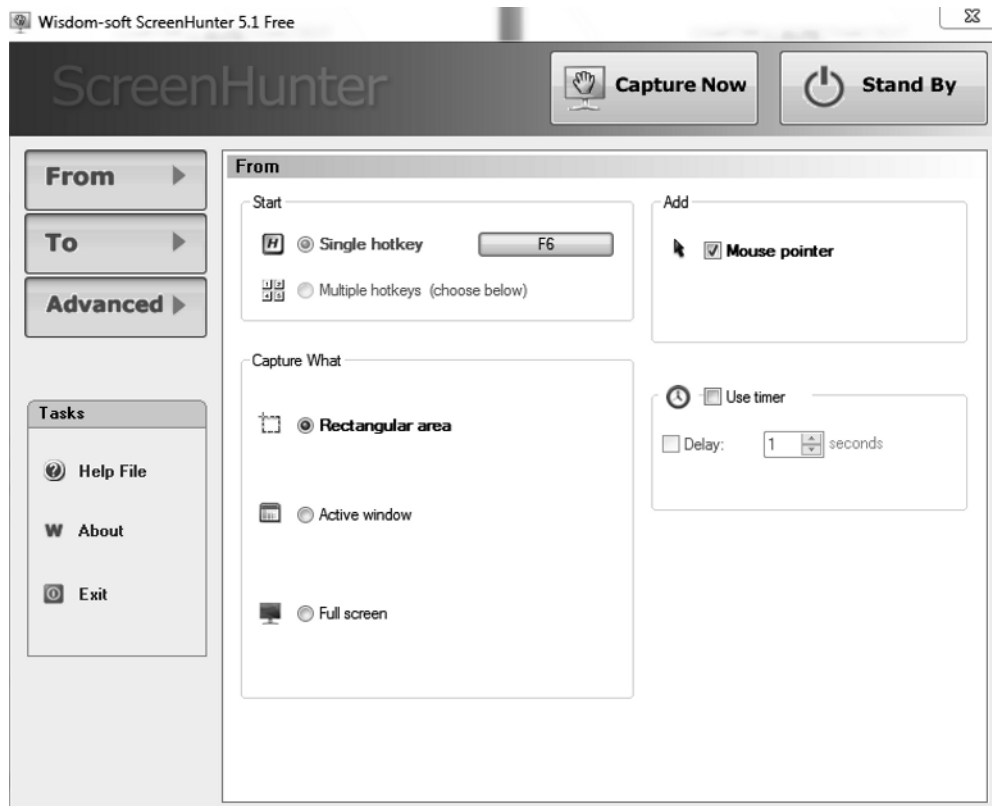 Wisdom-soft ScreenHunter 5.1 Free
ScreenHunter
Capture Now
Stand By
From
To
Advanced
Tasks
Help File
W About
Exit
From
Start
H Single hotkey F6
Multiple hotkeys (choose below)
Capture What
Rectangular area
Active window
Full screen
Add
Mouse pointer
Use timer
Delay: 1 seconds